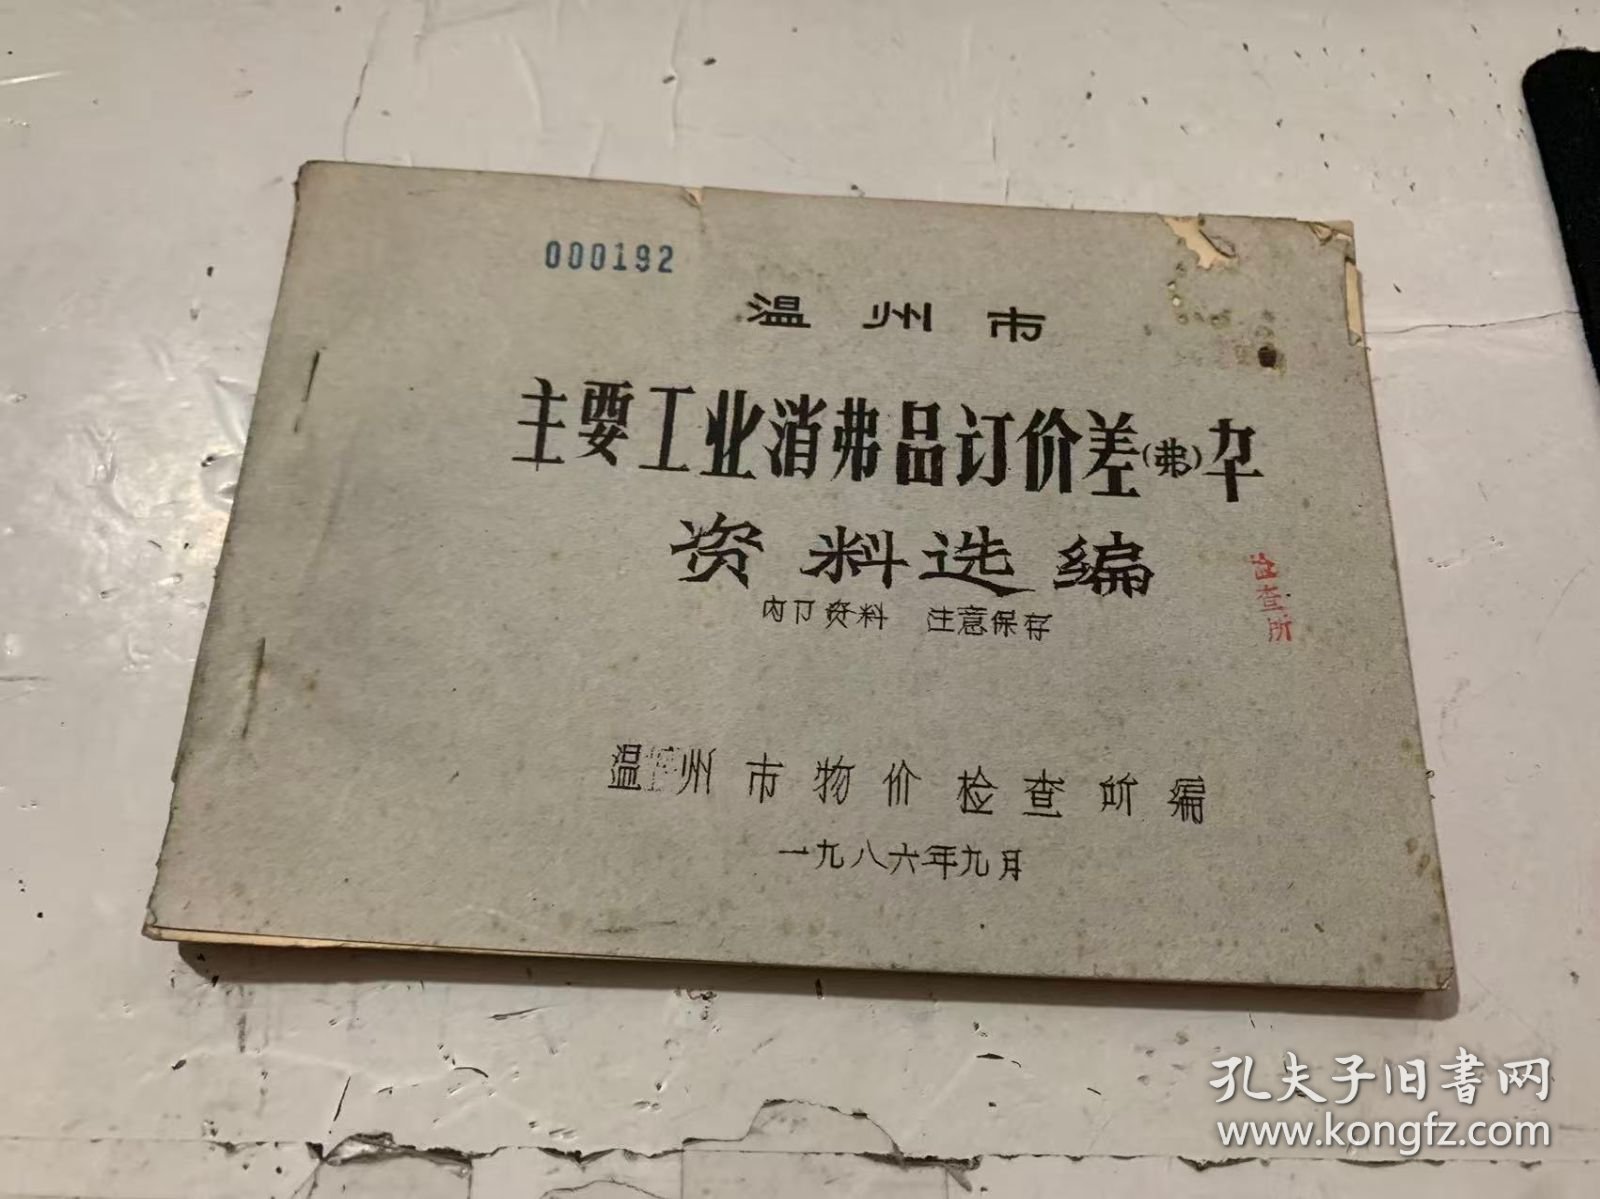 000192
温州市
主要工业消弗品订价差(弗)卒
资料选编
内卩资料 注意保存
检查所
温州市物价检查所编
一九八六年九月
孔夫子旧書网
www.kongfz.com